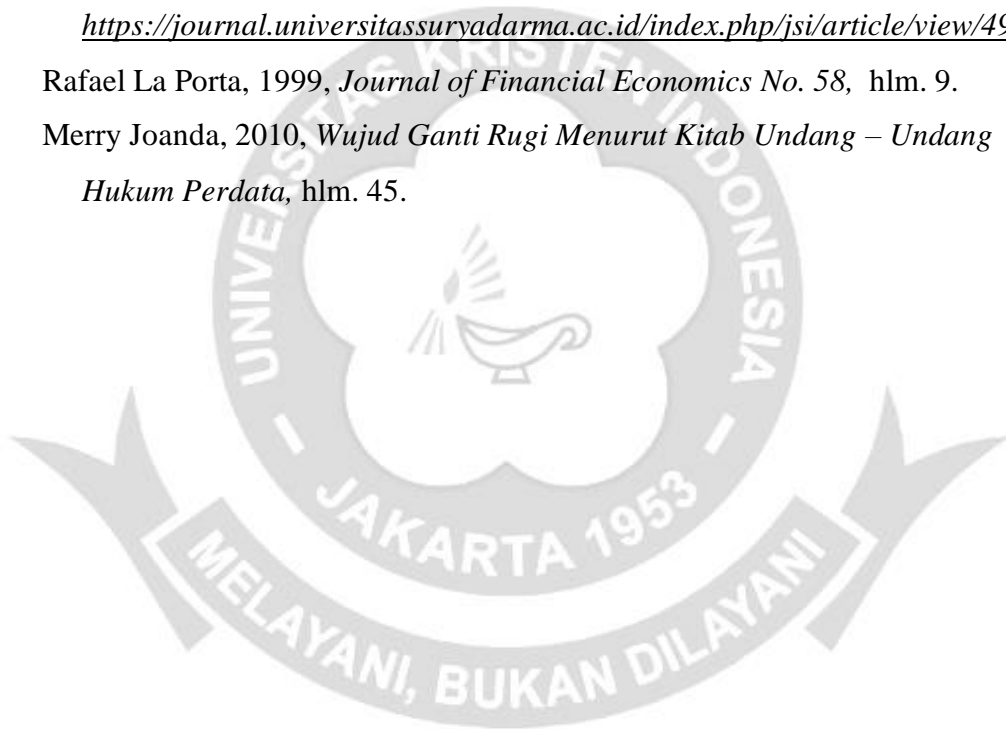 https://journal.universitassuryadarma.ac.id/index.php/jsi/article/view/49
Rafael La Porta, 1999, Journal of Financial Economics No. 58, hlm. 9.
Merry Joanda, 2010, Wujud Ganti Rugi Menurut Kitab Undang – Undang
Hukum Perdata, hlm. 45.
UNIVERSITAS KRISTEN INDONESIA
- JAKARTA 1953 -
MELAYANI, BUKAN DILAYANI